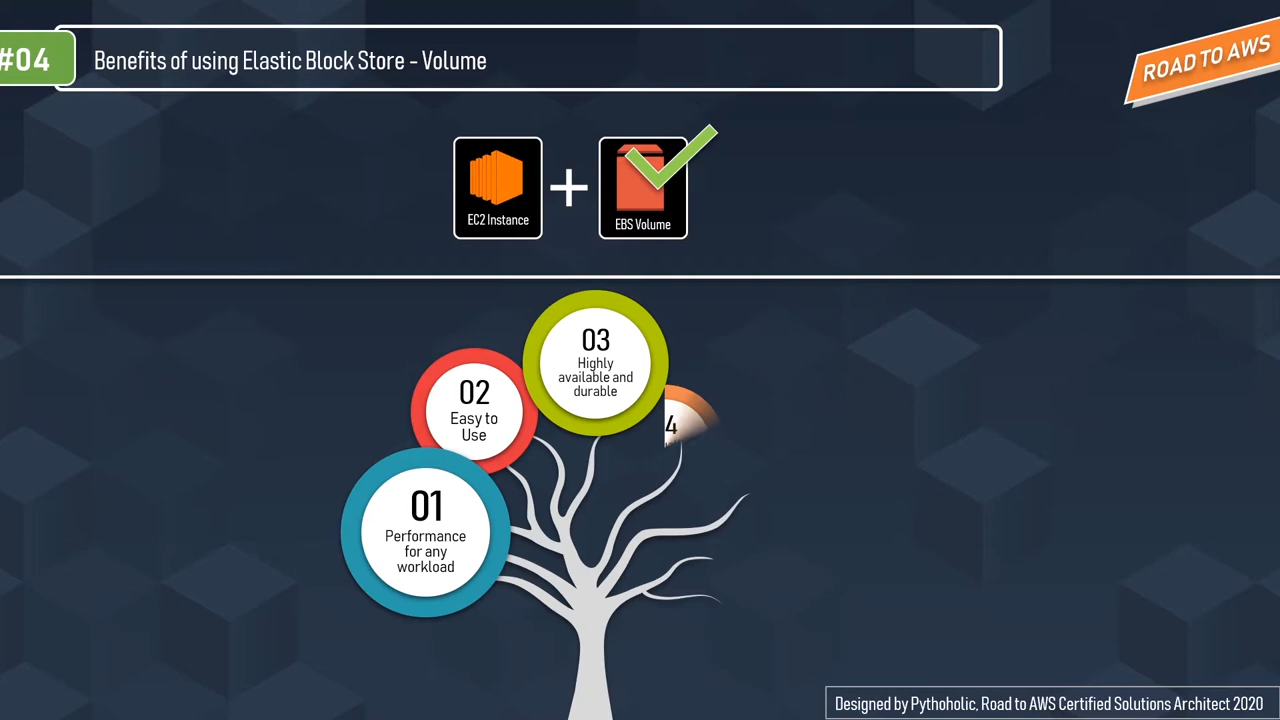 #04
Benefits of using Elastic Block Store - Volume
ROAD TO AWS
EC2 Instance
EBS Volume
03
Highly
available and
durable
02
Easy to
Use
4
01
Performance
for any
workload
Designed by Pythoholic, Road to AWS Certified Solutions Architect 2020